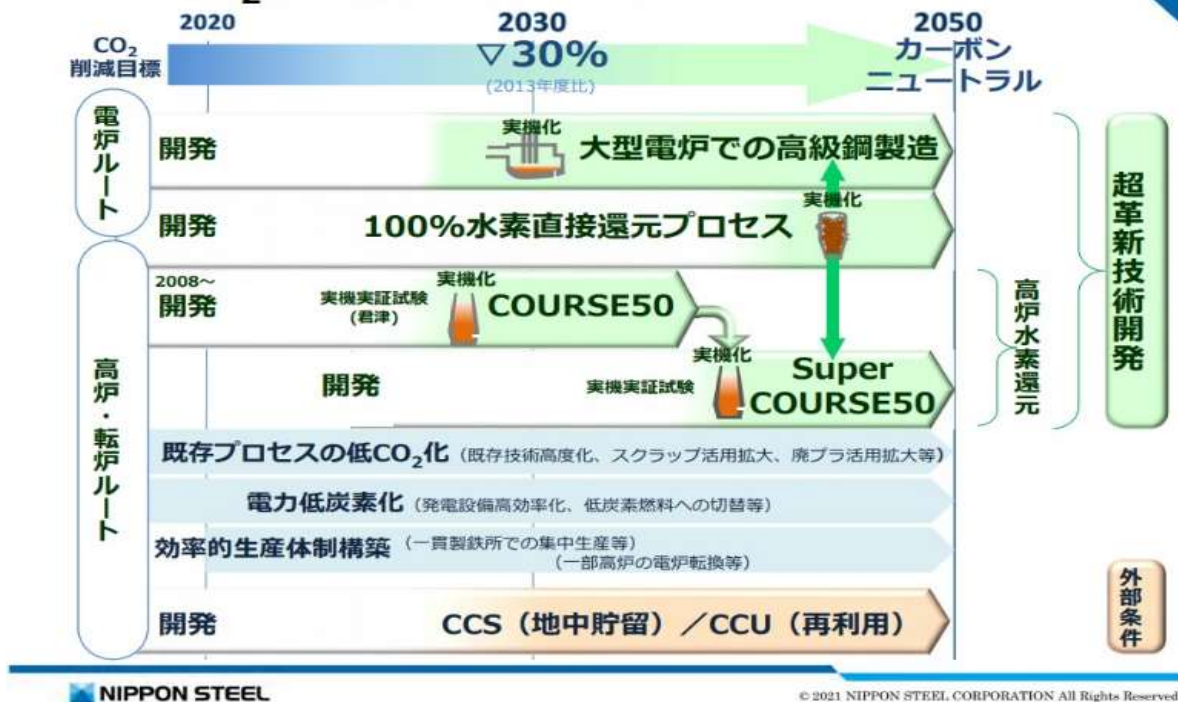 2020
2030
2050
CO₂
削減目標
▽30%
(2013年度比)
カーボン
ニュートラル
電炉ルート
開発
実機化
大型電炉での高級鋼製造
開発
100%水素直接還元プロセス
実機化
高炉・転炉ルート
2008~
開発
実機実証試験
(君津)
実機化
COURSE50
開発
実機実証試験
実機化
Super
COURSE50
既存プロセスの低CO₂化 (既存技術高度化、スクラップ活用拡大、廃プラ活用拡大等)
電力低炭素化 (発電設備高効率化、低炭素燃料への切替等)
効率的生産体制構築 (一貫製鉄所での集中生産等)
(一部高炉の電炉転換等)
開発
CCS(地中貯留)/CCU(再利用)
高炉水素還元
超革新技術開発
外部条件
NIPPON STEEL
© 2021 NIPPON STEEL CORPORATION All Rights Reserved